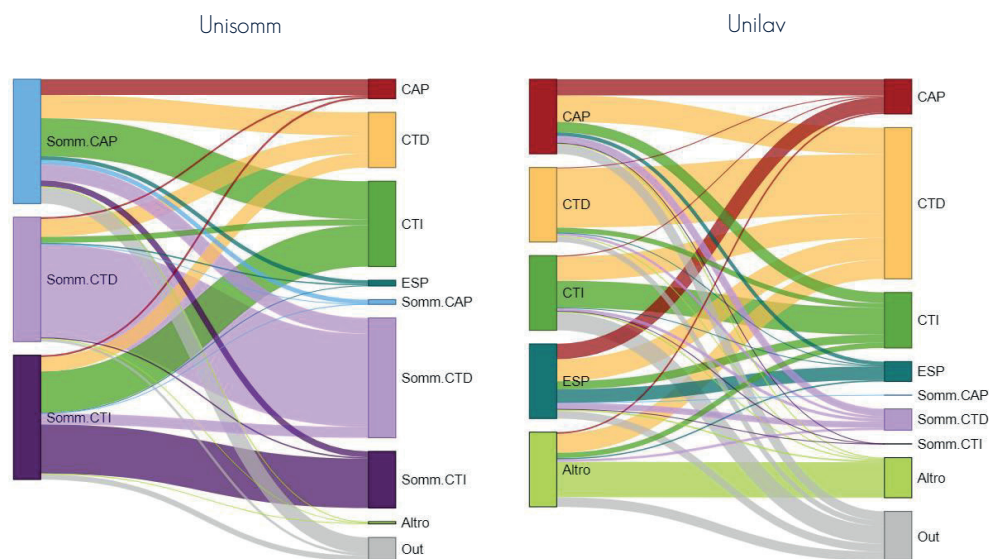 Unisomm
Somm.CAP
Somm.CTD
Somm.CTI
CAP
CTD
CTI
ESP
Somm.CAP
Somm.CTD
Somm.CTI
Altro
Out
Unilav
CAP
CTD
CTI
ESP
Altro
CAP
CTD
CTI
ESP
Somm.CAP
Somm.CTD
Somm.CTI
Altro
Out